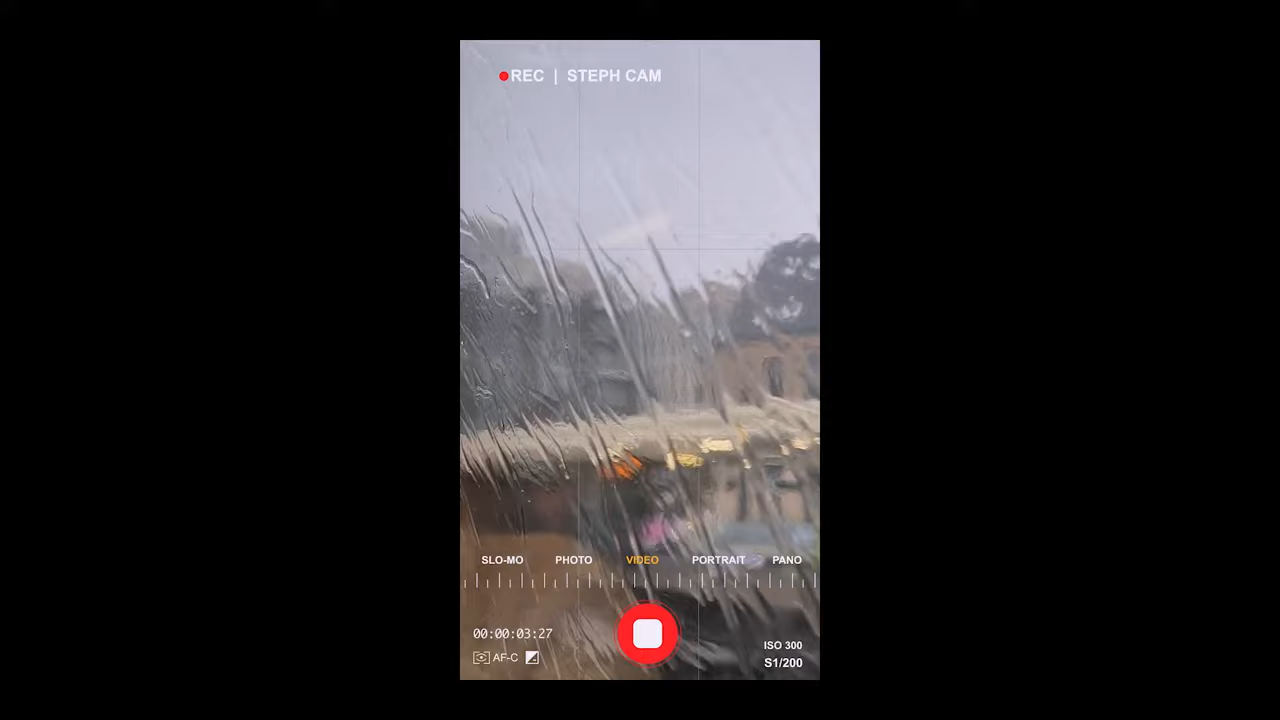 REC | STEPH CAM
SLO-MO PHOTO VIDEO PORTRAIT PANO
00:00:03:27
AF-C
ISO 300
S1/200